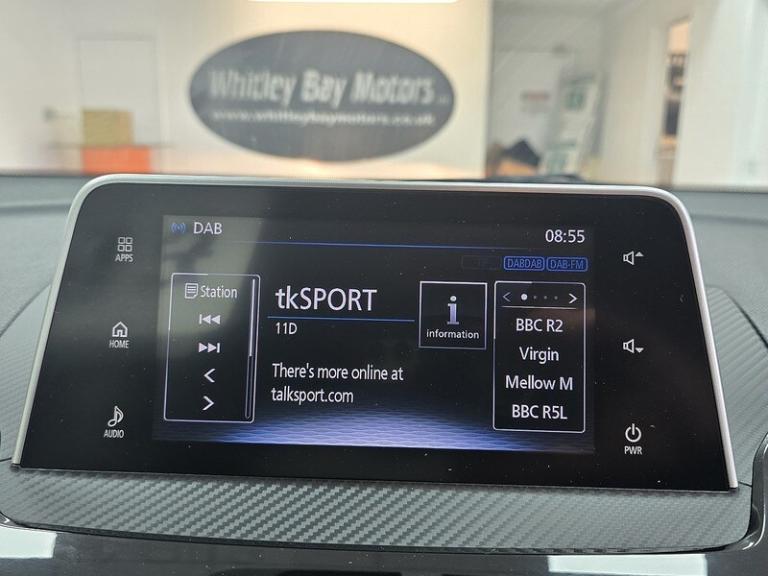 Whitley Bay Motors
www.whitleybaymotors.co.uk
DAB
08:55
DABDAB DAB-FM
APPS
HOME
AUDIO
Station
tkSPORT
11D
There's more online at
talksport.com
i
information
BBC R2
Virgin
Mellow M
BBC R5L
PWR